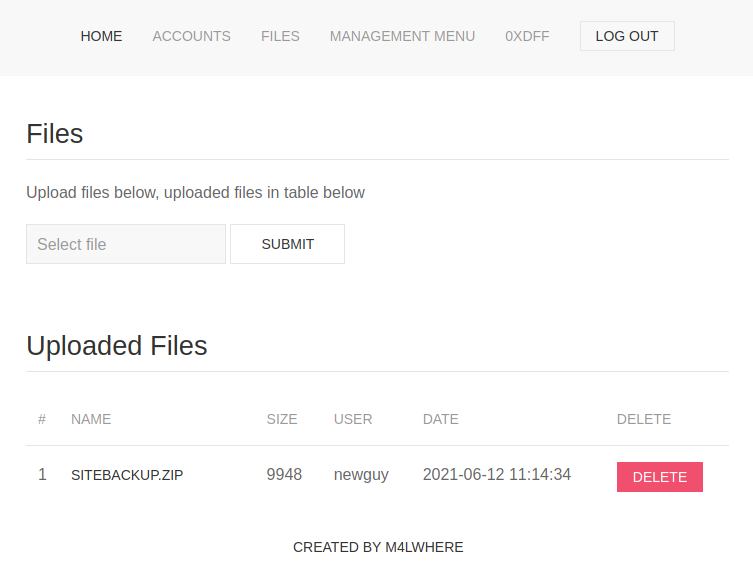 HOME ACCOUNTS FILES MANAGEMENT MENU 0XDFF LOG OUT
Files
Upload files below, uploaded files in table below
Select file SUBMIT
Uploaded Files
# NAME SIZE USER DATE DELETE
1 SITEBACKUP.ZIP 9948 newguy 2021-06-12 11:14:34 DELETE
CREATED BY M4LWHERE